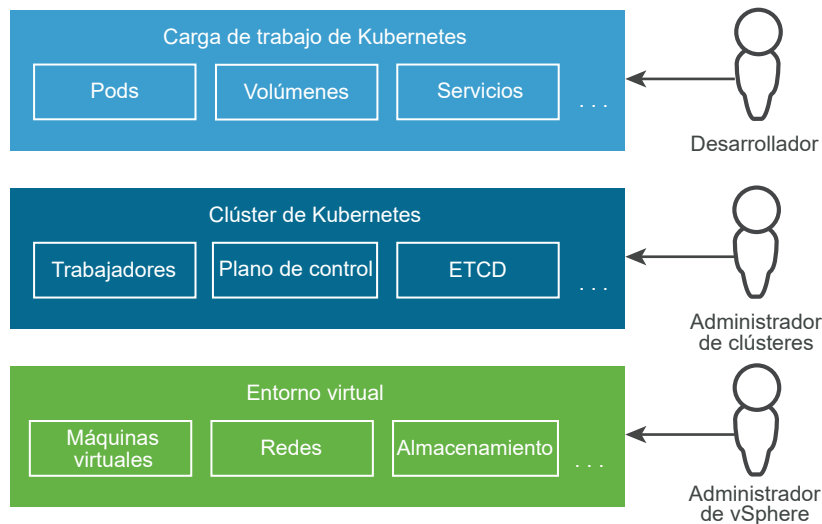 Carga de trabajo de Kubernetes
Pods
Volúmenes
Servicios
. . .
Desarrollador
Clúster de Kubernetes
Trabajadores
Plano de control
ETCD
. . .
Administrador
de clústeres
Entorno virtual
Máquinas
virtuales
Redes
Almacenamiento
. . .
Administrador
de vSphere